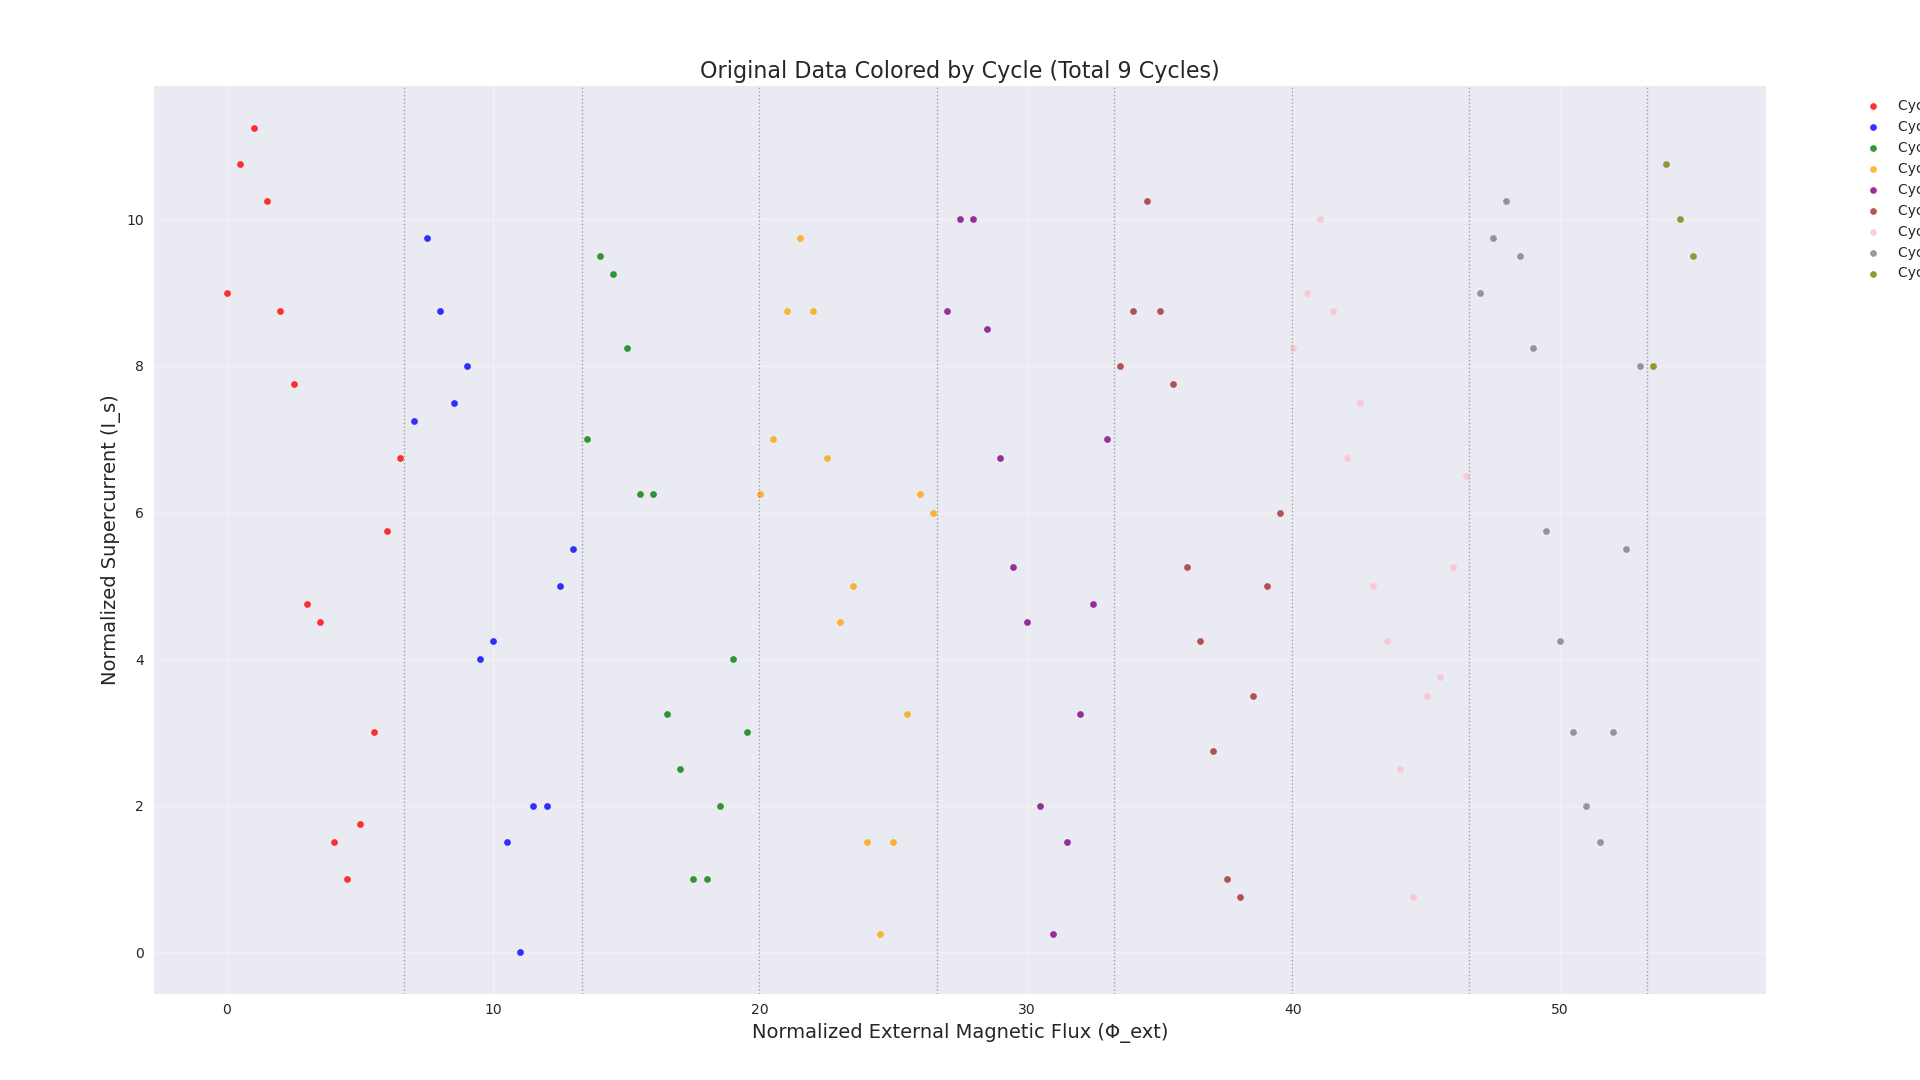 Original Data Colored by Cycle (Total 9 Cycles)
Normalized Supercurrent (I_s)
10
8
6
4
2
0
0 10 20 30 40 50
Normalized External Magnetic Flux (Φ_ext)
Cyc
Cyc
Cyc
Cyc
Cyc
Cyc
Cyc
Cyc
Cyc